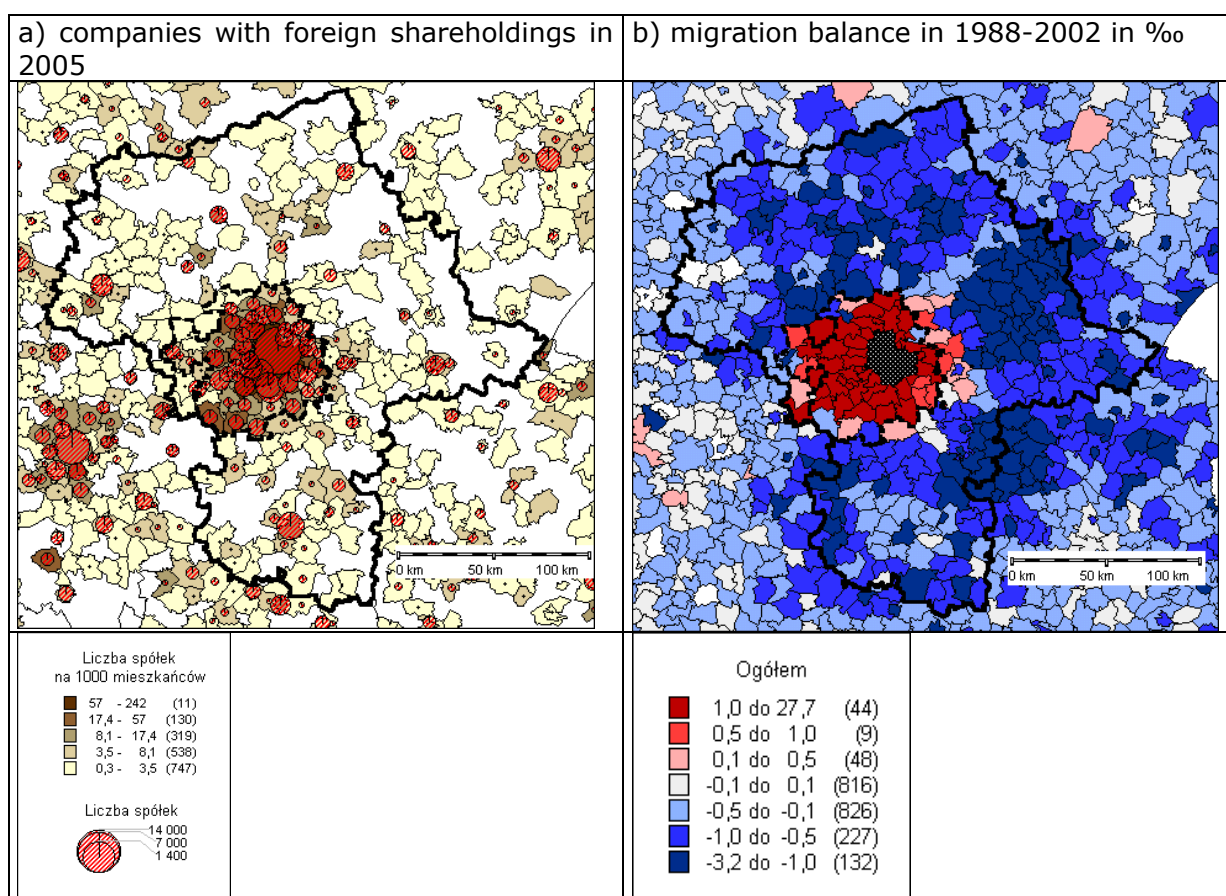 a) companies with foreign shareholdings in
2005
b) migration balance in 1988-2002 in ‰
0 km 50 km 100 km
0 km 50 km 100 km
Liczba spółek
na 1000 mieszkańców
57 - 242 (11)
17,4 - 57 (130)
8,1 - 17,4 (319)
3,5 - 8,1 (538)
0,3 - 3,5 (747)
Liczba spółek
14 000
7 000
1 400
Ogółem
1,0 do 27,7 (44)
0,5 do 1,0 (9)
0,1 do 0,5 (48)
-0,1 do 0,1 (816)
-0,5 do -0,1 (826)
-1,0 do -0,5 (227)
-3,2 do -1,0 (132)